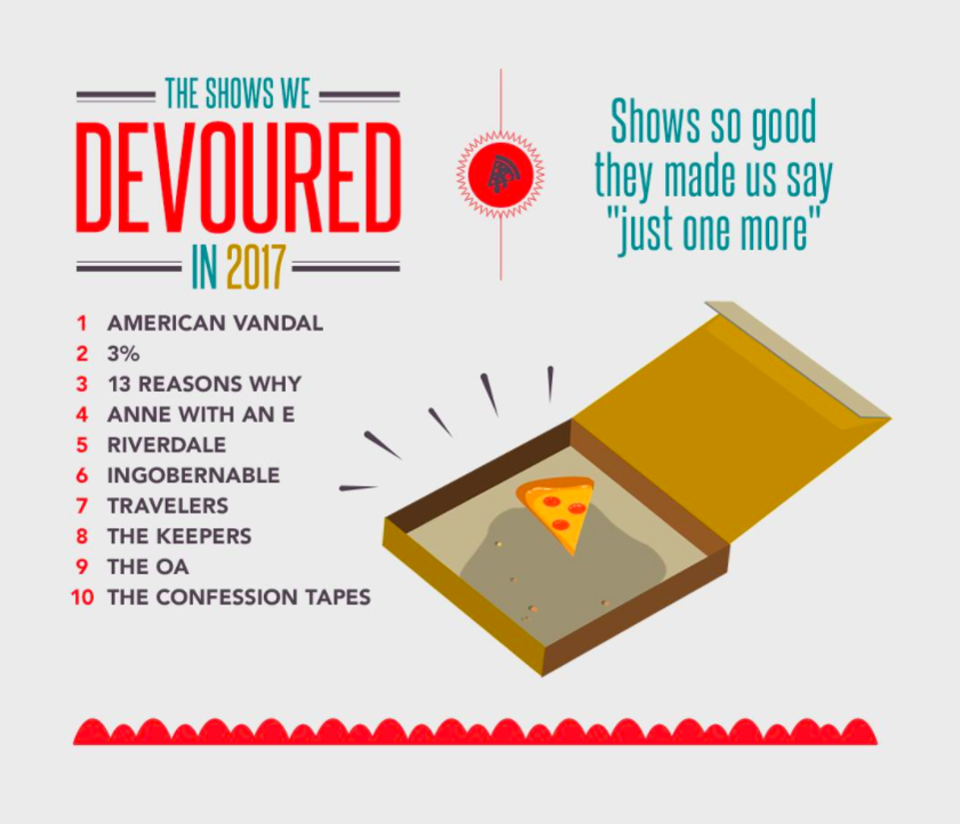 THE SHOWS WE
DEVOURED
IN 2017
Shows so good
they made us say
"just one more"
1 AMERICAN VANDAL
2 3%
3 13 REASONS WHY
4 ANNE WITH AN E
5 RIVERDALE
6 INGOBERNABLE
7 TRAVELERS
8 THE KEEPERS
9 THE OA
10 THE CONFESSION TAPES